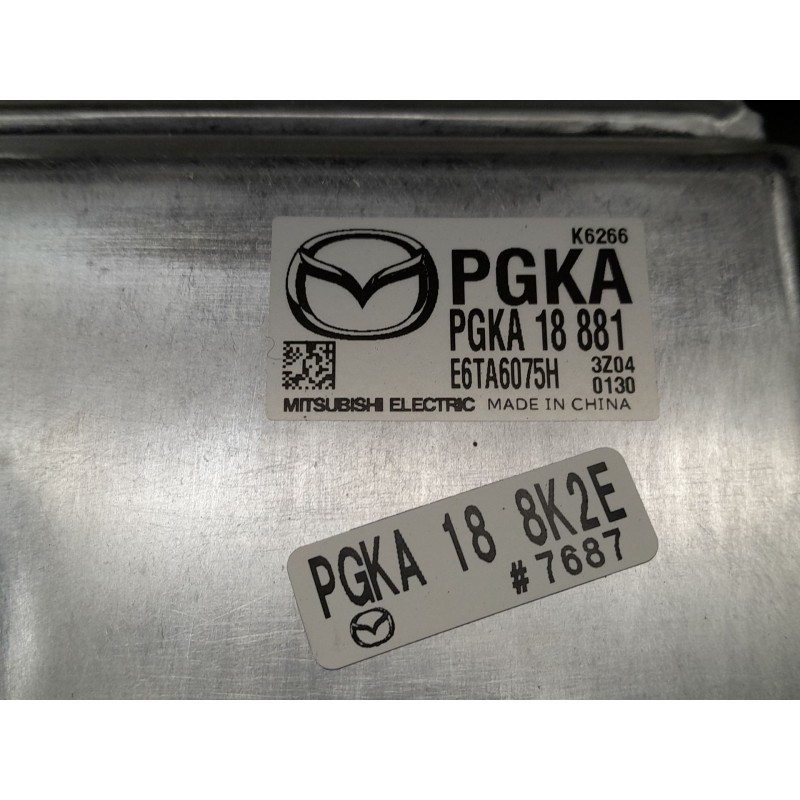 K6266
PGKA
PGKA 18 881
E6TA6075H 3Z04
0130
MITSUBISHI ELECTRIC MADE IN CHINA
PGKA 18 8K2E
#7687